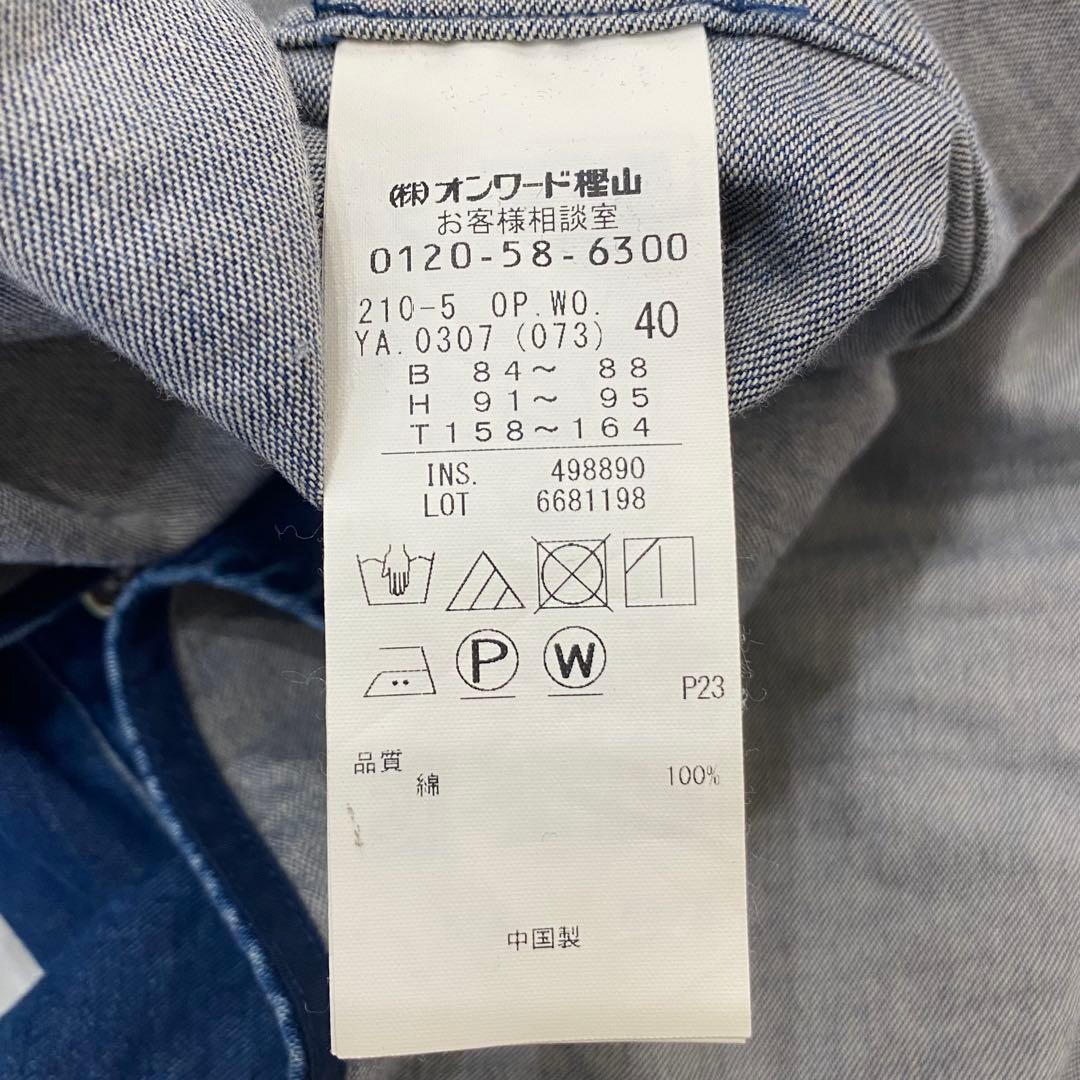 (株)オンワード樫山
お客様相談室
0120-58-6300
210-5 OP.WO.
YA.0307(073) 40
B 84～ 88
H 91～ 95
T158～164
INS. 498890
LOT 6681198
P W
P23
品質
綿 100%
中国製